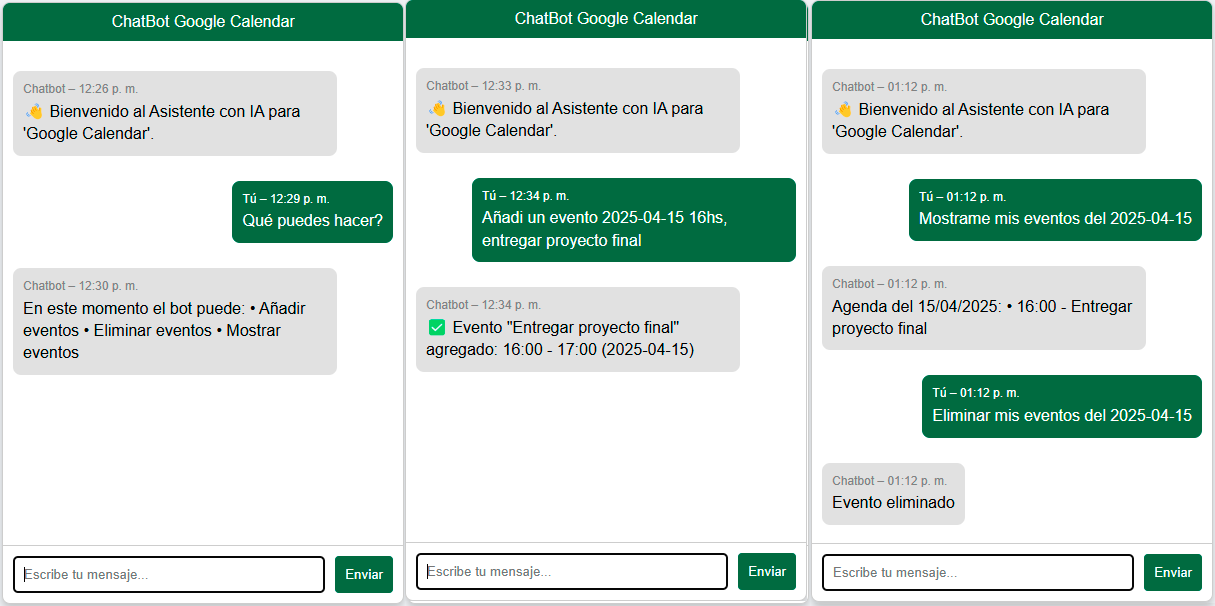 ChatBot Google Calendar
Chatbot – 12:26 p. m.
👋 Bienvenido al Asistente con IA para
'Google Calendar'.
Tú – 12:29 p. m.
Qué puedes hacer?
Chatbot – 12:30 p. m.
En este momento el bot puede: • Añadir
eventos • Eliminar eventos • Mostrar
eventos
Escribe tu mensaje...
Enviar
ChatBot Google Calendar
Chatbot – 12:33 p. m.
👋 Bienvenido al Asistente con IA para
'Google Calendar'.
Tú – 12:34 p. m.
Añadi un evento 2025-04-15 16hs,
entregar proyecto final
Chatbot – 12:34 p. m.
✅ Evento "Entregar proyecto final"
agregado: 16:00 - 17:00 (2025-04-15)
Escribe tu mensaje...
Enviar
ChatBot Google Calendar
Chatbot – 01:12 p. m.
👋 Bienvenido al Asistente con IA para
'Google Calendar'.
Tú – 01:12 p. m.
Mostrame mis eventos del 2025-04-15
Chatbot – 01:12 p. m.
Agenda del 15/04/2025: • 16:00 - Entregar
proyecto final
Tú – 01:12 p. m.
Eliminar mis eventos del 2025-04-15
Chatbot – 01:12 p. m.
Evento eliminado
Escribe tu mensaje...
Enviar